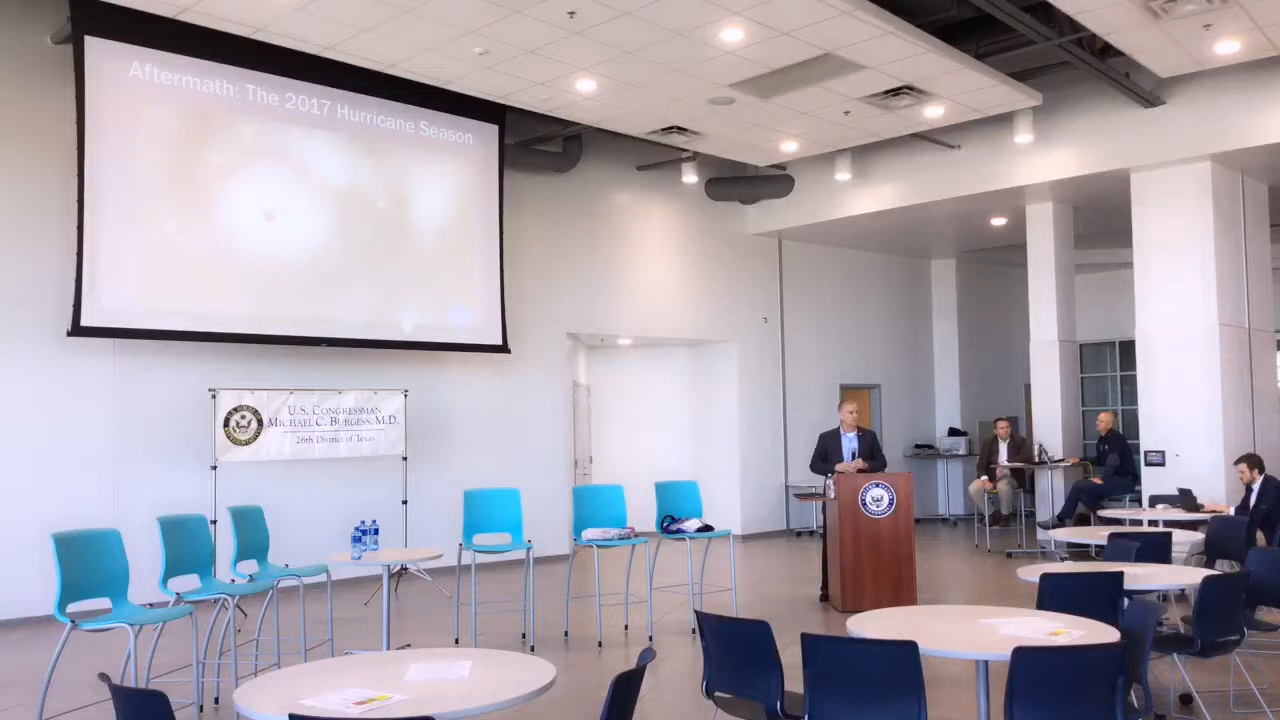 Aftermath: The 2017 Hurricane Season
U.S. CONGRESSMAN
MICHAEL C. BURGESS, M.D.
26th District of Texas